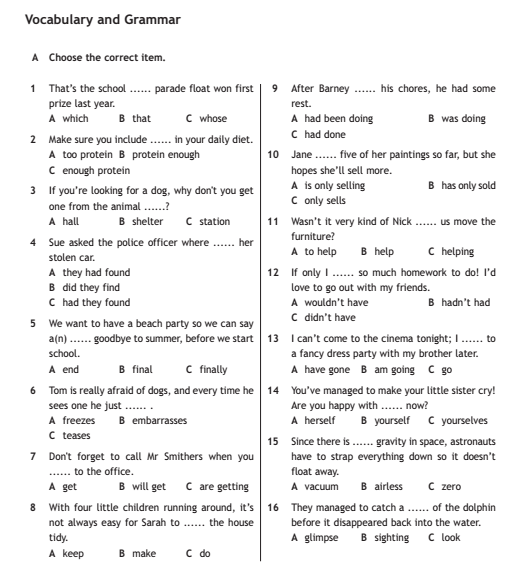 Vocabulary and Grammar
A Choose the correct item.
1 That's the school ...... parade float won first
prize last year.
A which B that C whose
2 Make sure you include ...... in your daily diet.
A too protein B protein enough
C enough protein
3 If you're looking for a dog, why don't you get
one from the animal ......?
A hall B shelter C station
4 Sue asked the police officer where ...... her
stolen car.
A they had found
B did they find
C had they found
5 We want to have a beach party so we can say
a(n) ...... goodbye to summer, before we start
school.
A end B final C finally
6 Tom is really afraid of dogs, and every time he
sees one he just ...... .
A freezes B embarrasses
C teases
7 Don't forget to call Mr Smithers when you
...... to the office.
A get B will get C are getting
8 With four little children running around, it's
not always easy for Sarah to ...... the house
tidy.
A keep B make C do
9 After Barney ...... his chores, he had some
rest.
A had been doing B was doing
C had done
10 Jane ...... five of her paintings so far, but she
hopes she'll sell more.
A is only selling B has only sold
C only sells
11 Wasn't it very kind of Nick ...... us move the
furniture?
A to help B help C helping
12 If only I ...... so much homework to do! I'd
love to go out with my friends.
A wouldn't have B hadn't had
C didn't have
13 I can't come to the cinema tonight; I ...... to
a fancy dress party with my brother later.
A have gone B am going C go
14 You've managed to make your little sister cry!
Are you happy with ...... now?
A herself B yourself C yourselves
15 Since there is ...... gravity in space, astronauts
have to strap everything down so it doesn't
float away.
A vacuum B airless C zero
16 They managed to catch a ...... of the dolphin
before it disappeared back into the water.
A glimpse B sighting C look